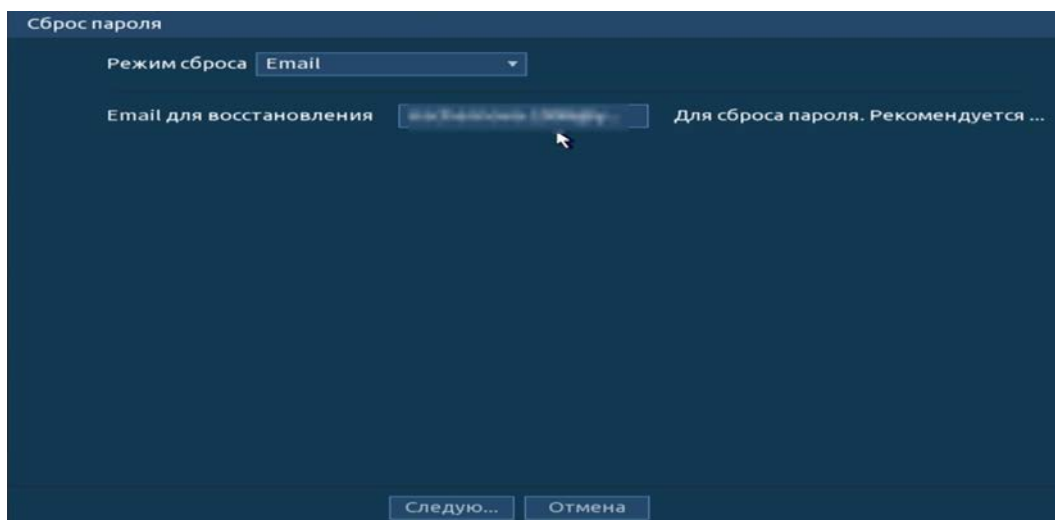 Сброс пароля
Режим сброса Email
Email для восстановления Для сброса пароля. Рекомендуется ...
Следую... Отмена